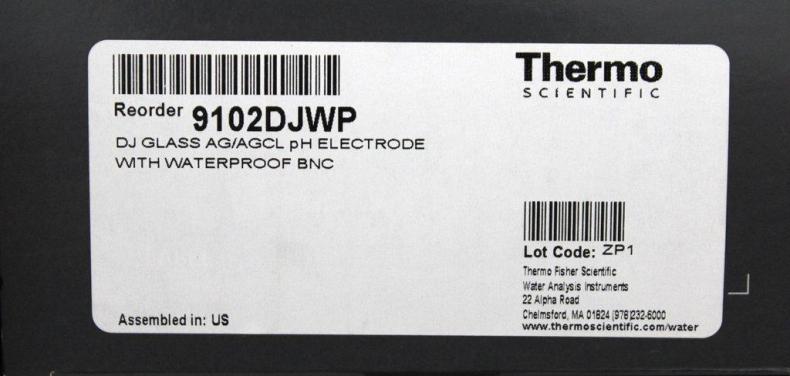 Thermo
SCIENTIFIC
Reorder 9102DJWP
DJ GLASS AG/AGCL pH ELECTRODE
WITH WATERPROOF BNC
Lot Code: ZP1
Thermo Fisher Scientific
Water Analysis Instruments
22 Alpha Road
Chelmsford, MA 01824 (978)232-6000
www.thermoscientific.com/water
Assembled in: US